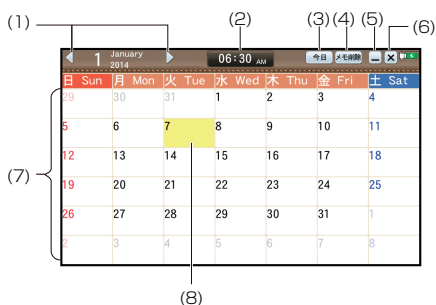 (1) (2) (3) (4) (5) (6)
1 January 2014 06:30 AM 今日 メモ削除
日 Sun 月 Mon 火 Tue 水 Wed 木 Thu 金 Fri 土 Sat
29 30 31 1 2 3 4
5 6 7 8 9 10 11
12 13 14 15 16 17 18
19 20 21 22 23 24 25
26 27 28 29 30 31 1
2 3 4 5 6 7 8
(7)
(8)